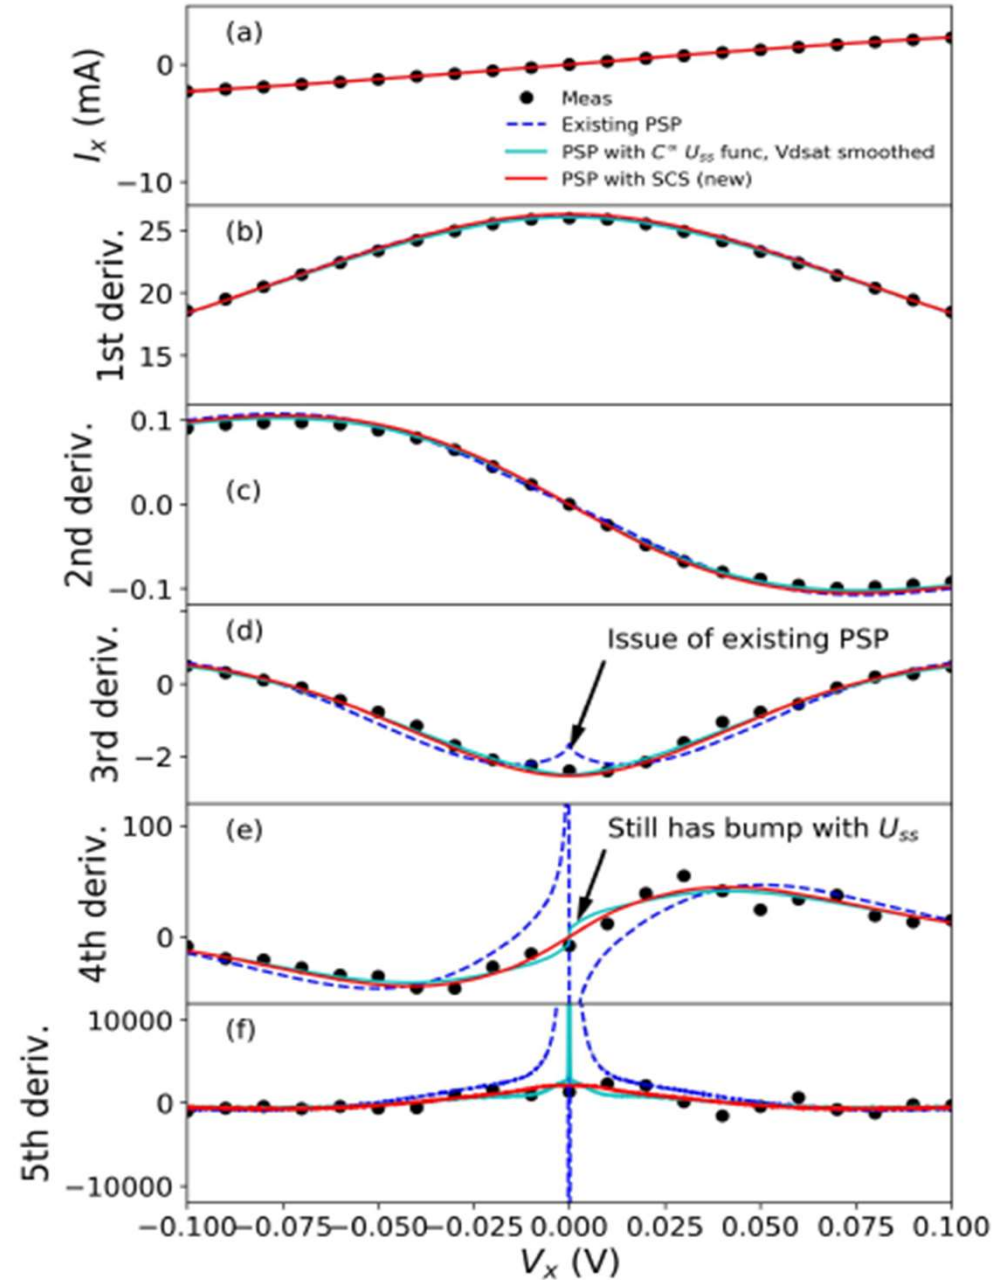 (a)
0
−10
I_x (mA)
Meas
Existing PSP
PSP with C^∞ U_ss func, Vdsat smoothed
PSP with SCS (new)
(b)
25
20
15
1st deriv.
(c)
0.1
0.0
−0.1
2nd deriv.
(d)
Issue of existing PSP
0
−2
3rd deriv.
(e)
Still has bump with U_ss
100
0
4th deriv.
(f)
10000
0
−10000
5th deriv.
−0.100 −0.075 −0.050 −0.025 0.000 0.025 0.050 0.075 0.100
V_x (V)